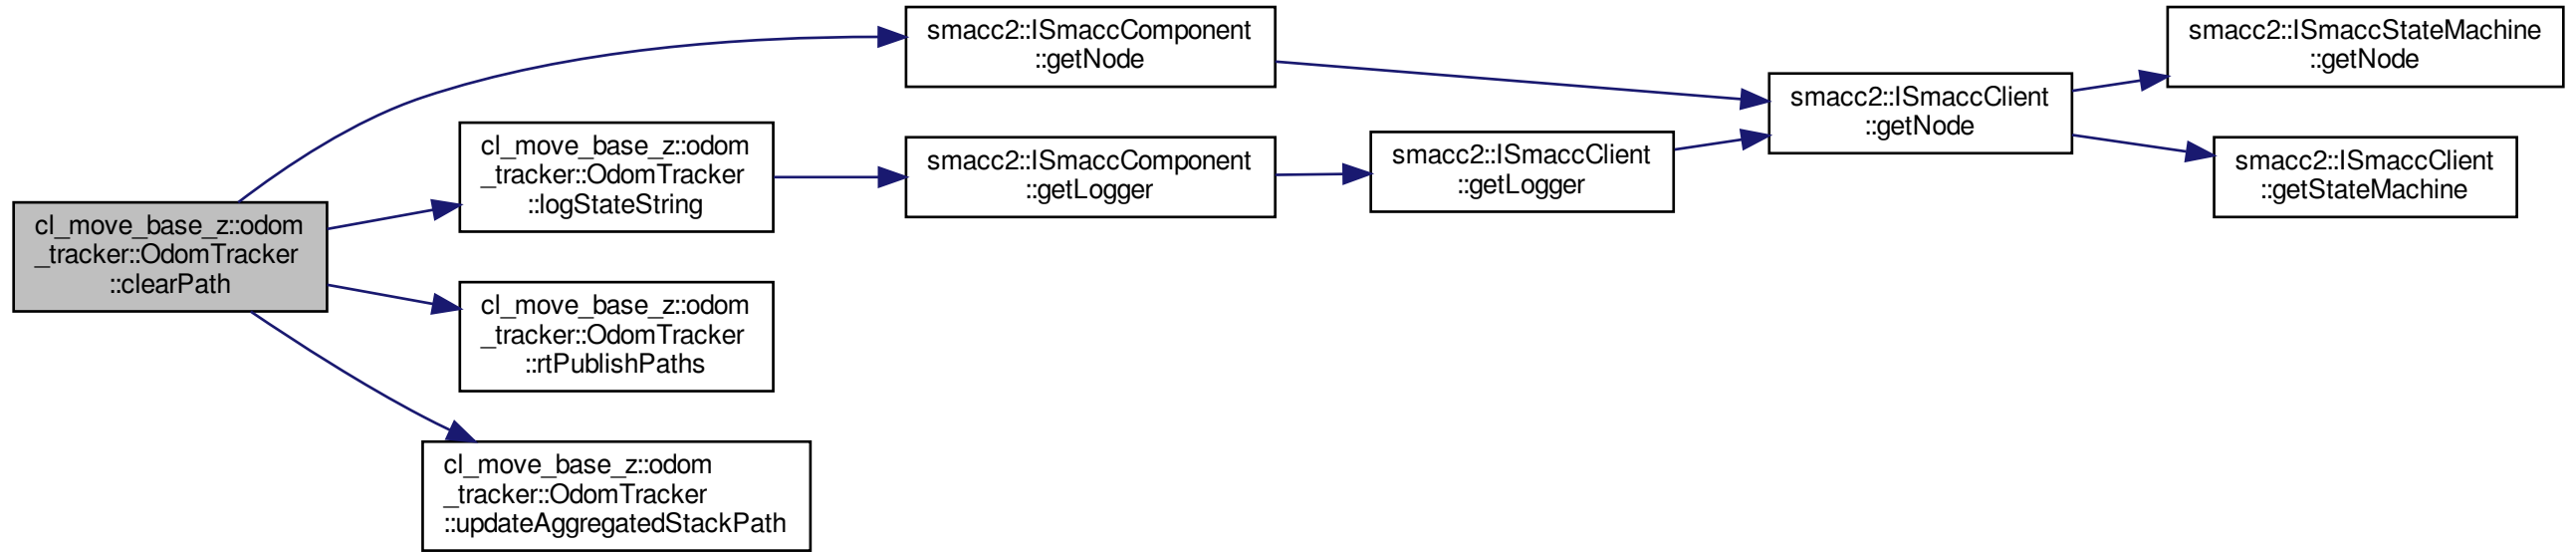 cl_move_base_z::odom
_tracker::OdomTracker
::clearPath
cl_move_base_z::odom
_tracker::OdomTracker
::logStateString
cl_move_base_z::odom
_tracker::OdomTracker
::rtPublishPaths
cl_move_base_z::odom
_tracker::OdomTracker
::updateAggregatedStackPath
smacc2::ISmaccComponent
::getNode
smacc2::ISmaccComponent
::getLogger
smacc2::ISmaccClient
::getLogger
smacc2::ISmaccClient
::getNode
smacc2::ISmaccStateMachine
::getNode
smacc2::ISmaccClient
::getStateMachine